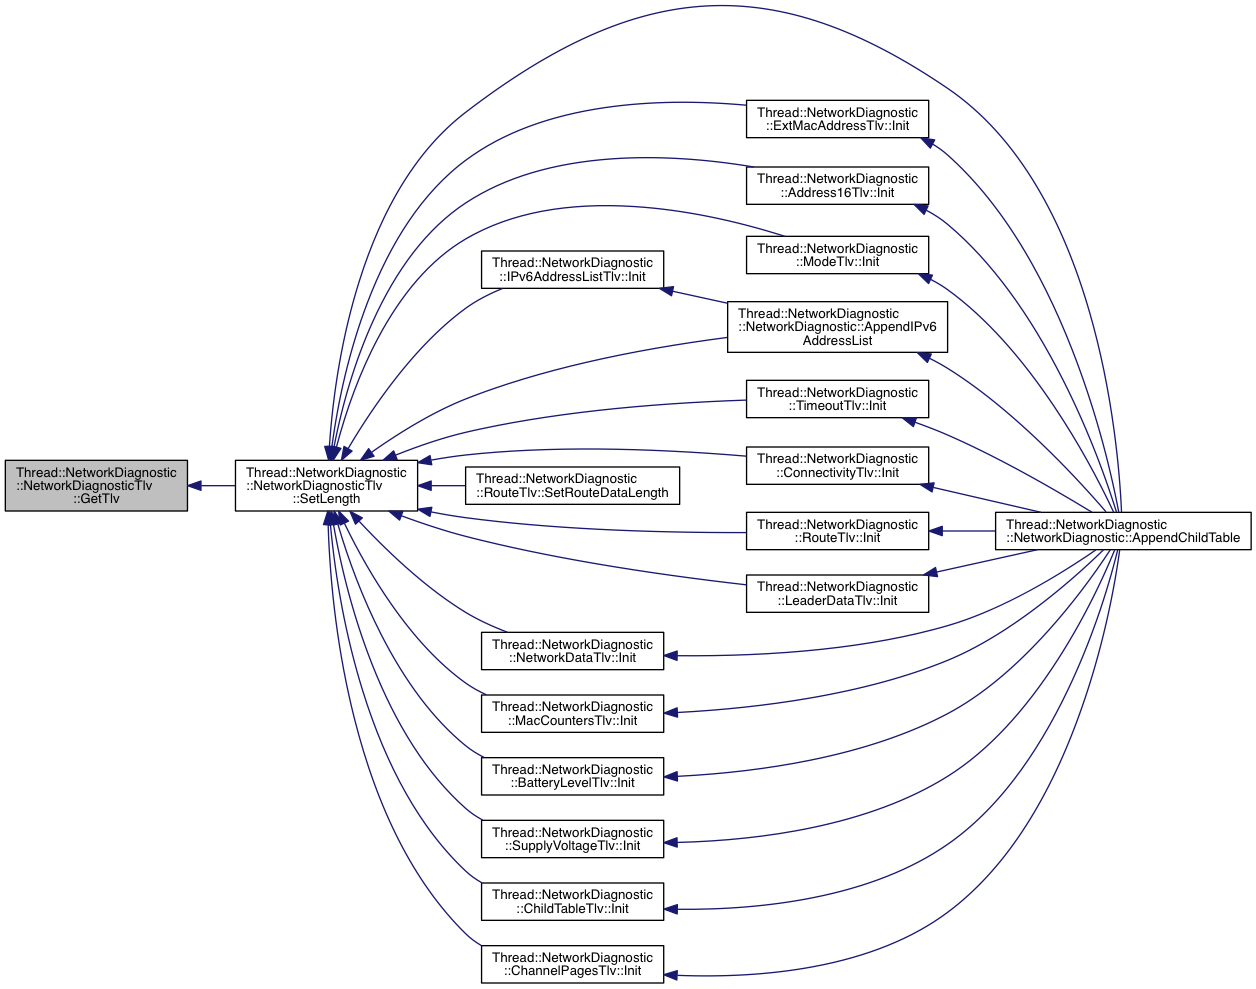 Thread::NetworkDiagnostic
::NetworkDiagnosticTlv
::GetTlv
Thread::NetworkDiagnostic
::NetworkDiagnosticTlv
::SetLength
Thread::NetworkDiagnostic
::ExtMacAddressTlv::Init
Thread::NetworkDiagnostic
::Address16Tlv::Init
Thread::NetworkDiagnostic
::ModeTlv::Init
Thread::NetworkDiagnostic
::IPv6AddressListTlv::Init
Thread::NetworkDiagnostic
::NetworkDiagnostic::AppendIPv6
AddressList
Thread::NetworkDiagnostic
::TimeoutTlv::Init
Thread::NetworkDiagnostic
::ConnectivityTlv::Init
Thread::NetworkDiagnostic
::RouteTlv::SetRouteDataLength
Thread::NetworkDiagnostic
::RouteTlv::Init
Thread::NetworkDiagnostic
::NetworkDiagnostic::AppendChildTable
Thread::NetworkDiagnostic
::LeaderDataTlv::Init
Thread::NetworkDiagnostic
::NetworkDataTlv::Init
Thread::NetworkDiagnostic
::MacCountersTlv::Init
Thread::NetworkDiagnostic
::BatteryLevelTlv::Init
Thread::NetworkDiagnostic
::SupplyVoltageTlv::Init
Thread::NetworkDiagnostic
::ChildTableTlv::Init
Thread::NetworkDiagnostic
::ChannelPagesTlv::Init